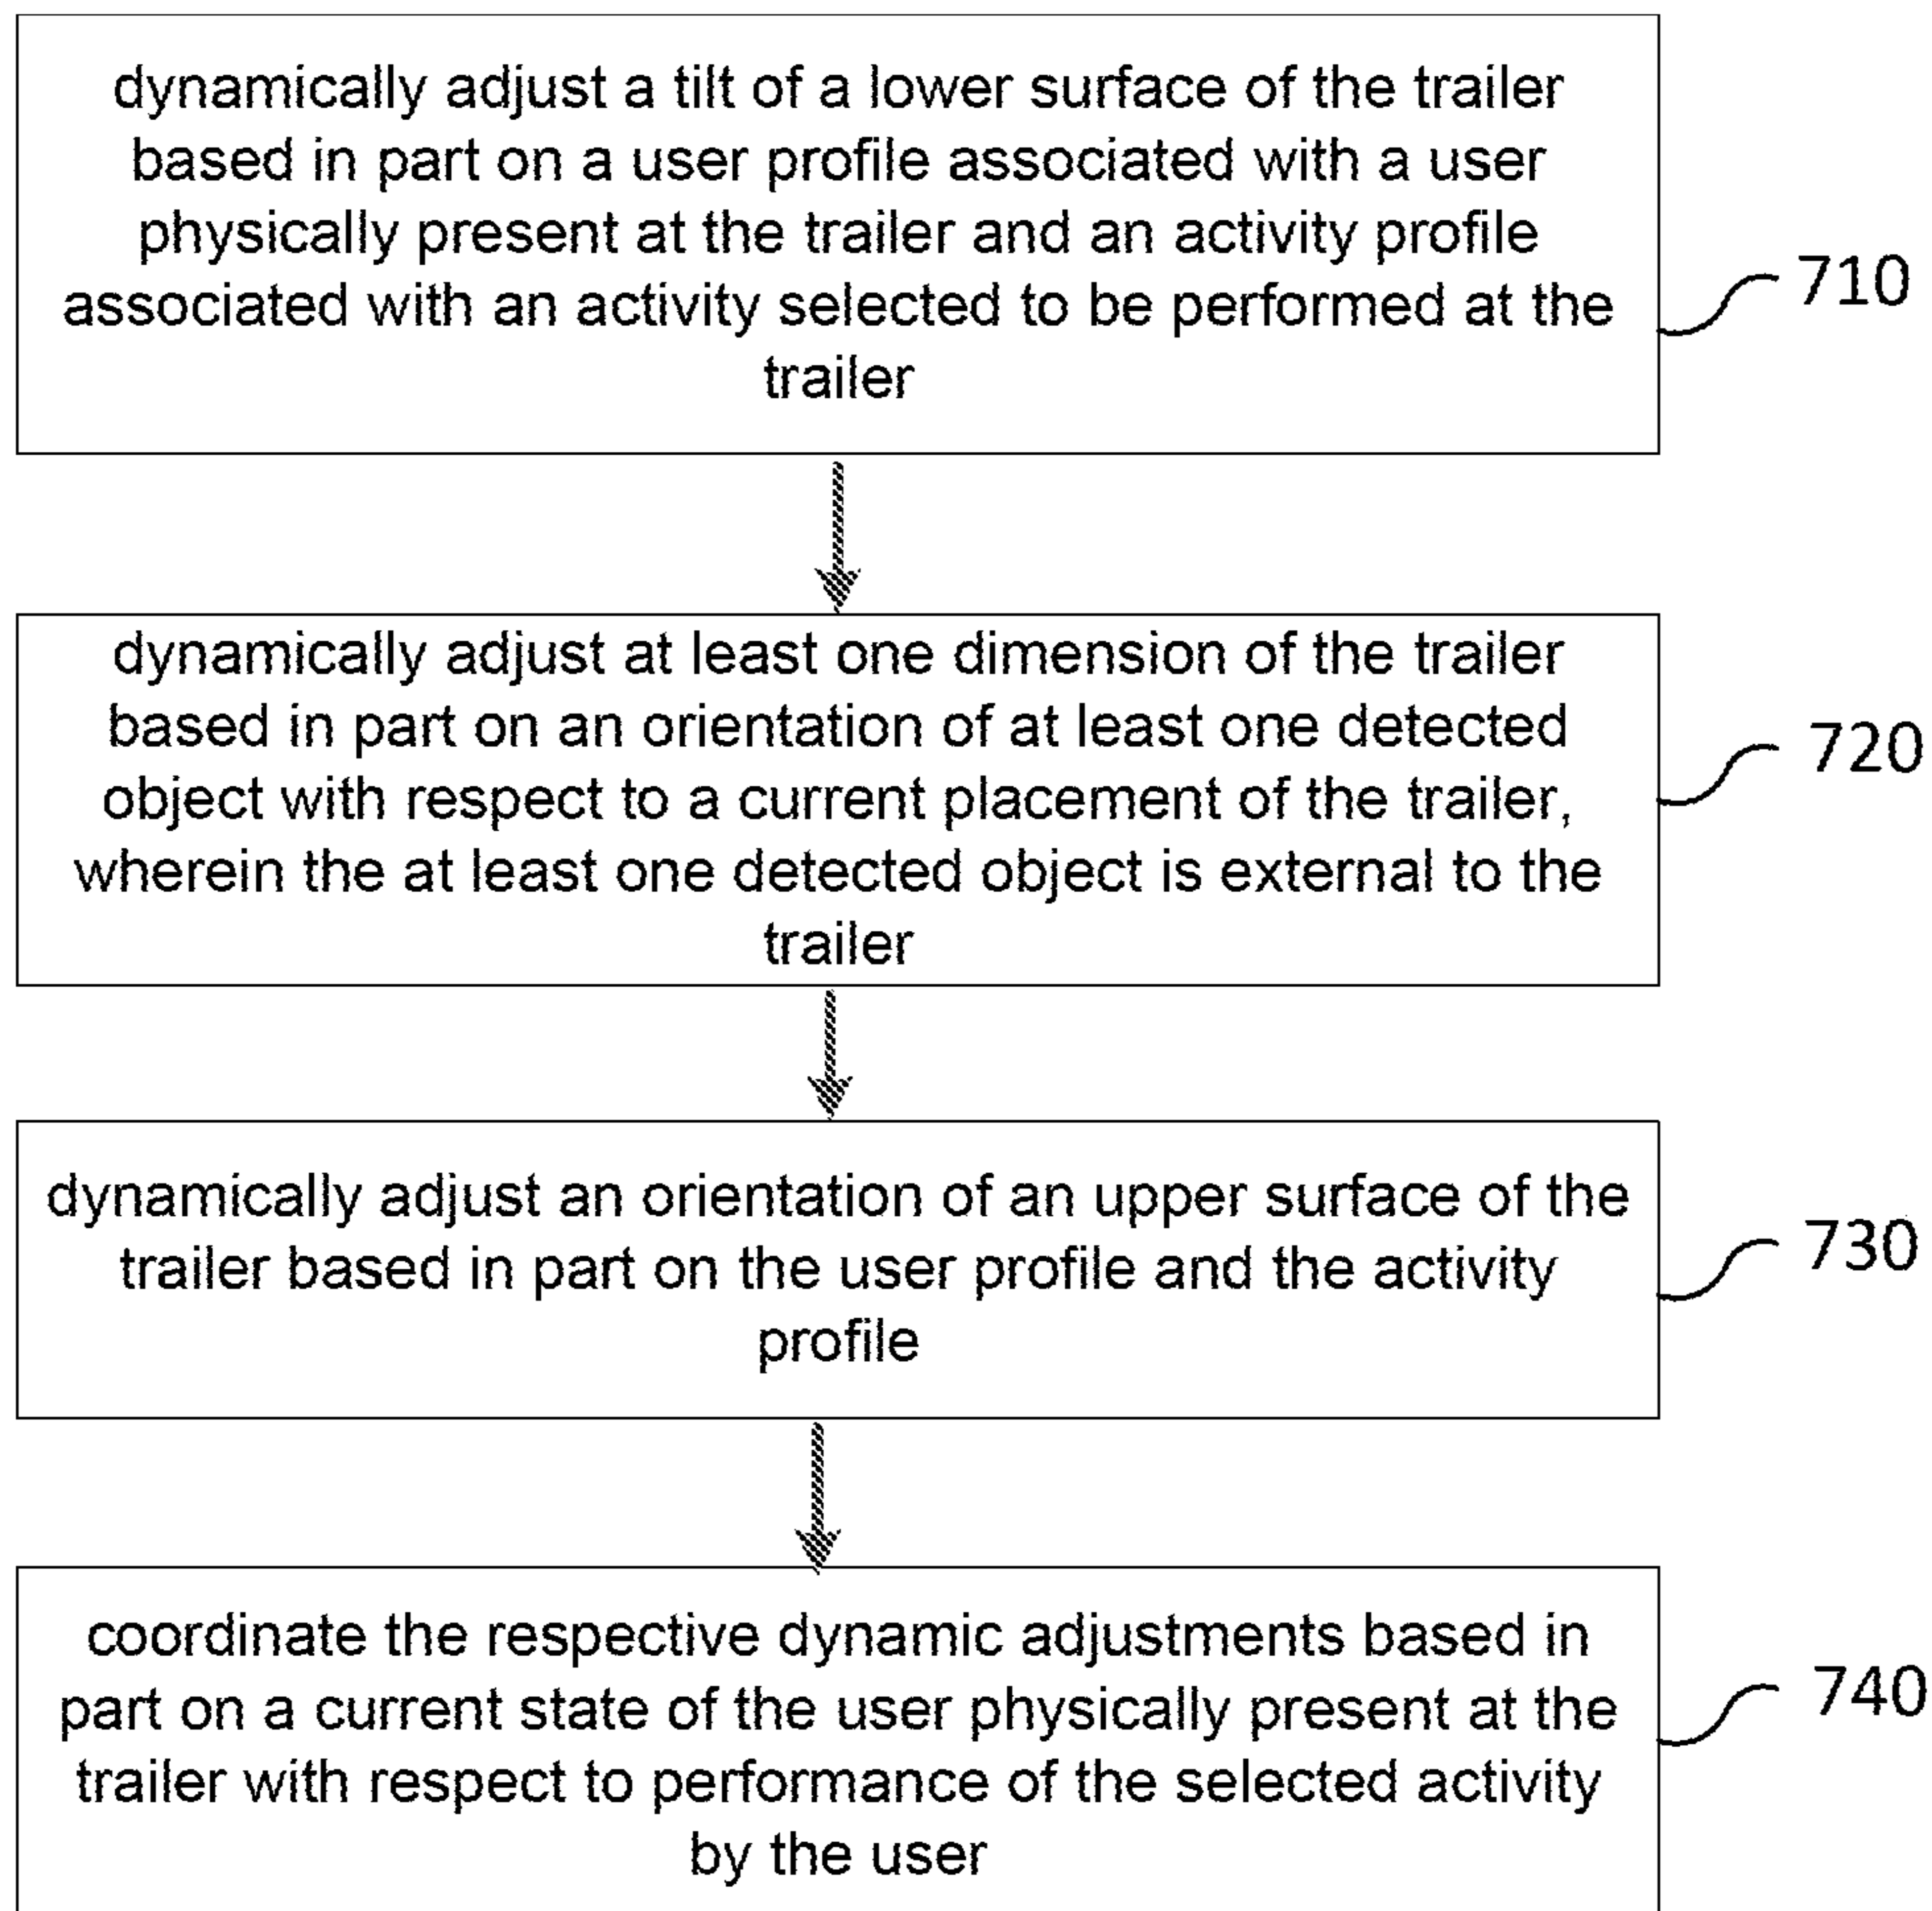 dynamically adjust a tilt of a lower surface of the trailer
based in part on a user profile associated with a user
physically present at the trailer and an activity profile
associated with an activity selected to be performed at the
trailer
710
dynamically adjust at least one dimension of the trailer
based in part on an orientation of at least one detected
object with respect to a current placement of the trailer,
wherein the at least one detected object is external to the
trailer
720
dynamically adjust an orientation of an upper surface of the
trailer based in part on the user profile and the activity
profile
730
coordinate the respective dynamic adjustments based in
part on a current state of the user physically present at the
trailer with respect to performance of the selected activity
by the user
740